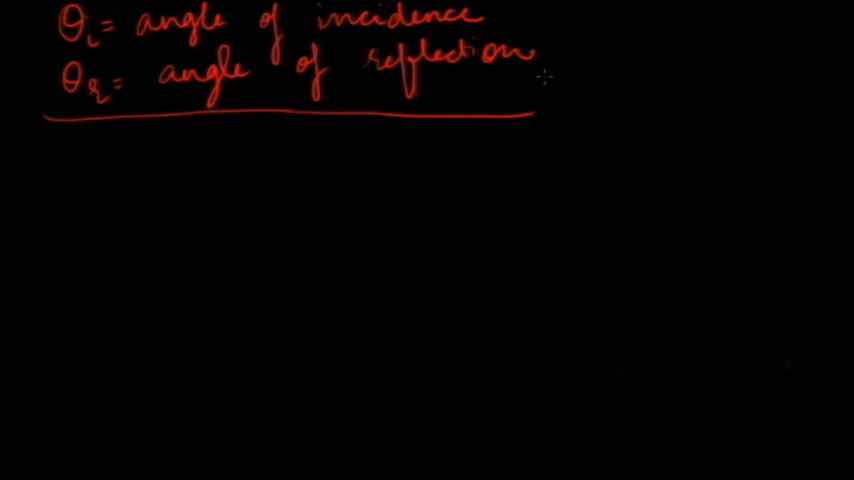 θi = angle of incidence
θr = angle of reflection